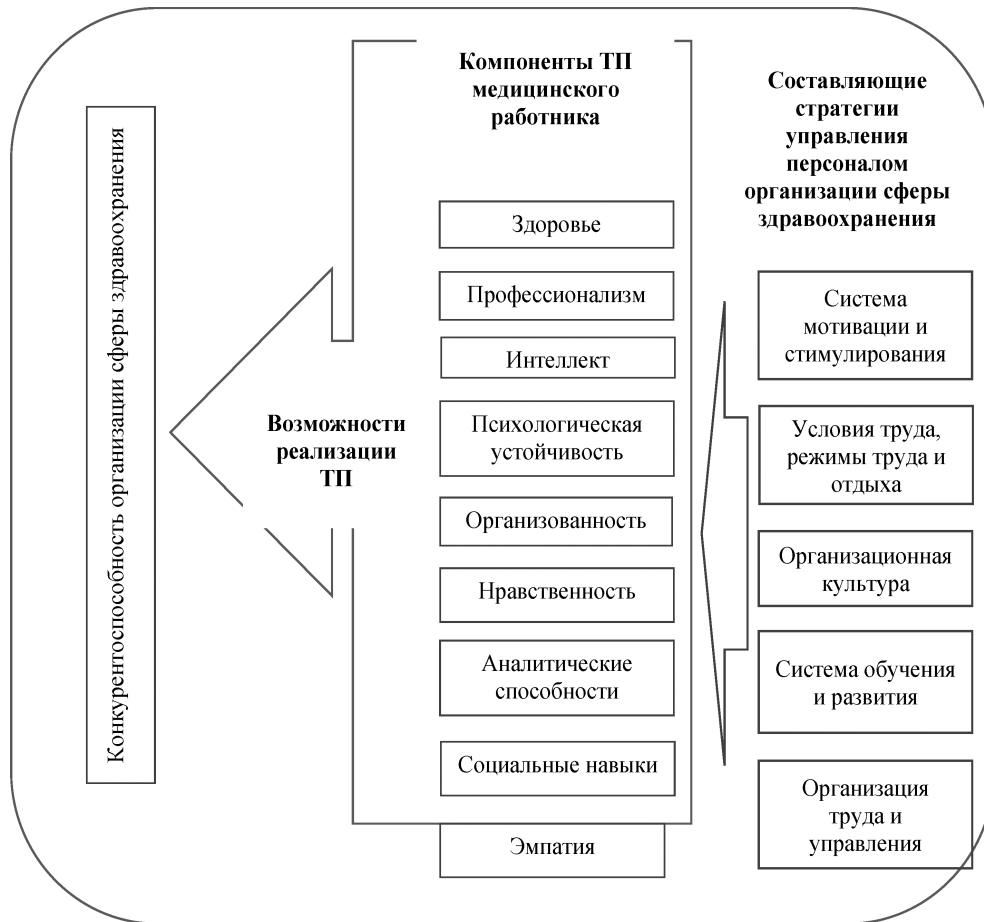 Конкурентоспособность организации сферы здравоохранения
Возможности
реализации
ТП
Компоненты ТП
медицинского
работника
Здоровье
Профессионализм
Интеллект
Психологическая
устойчивость
Организованность
Нравственность
Аналитические
способности
Социальные навыки
Эмпатия
Составляющие
стратегии
управления
персоналом
организации сферы
здравоохранения
Система
мотивации и
стимулирования
Условия труда,
режимы труда и
отдыха
Организационная
культура
Система обучения
и развития
Организация
труда и
управления